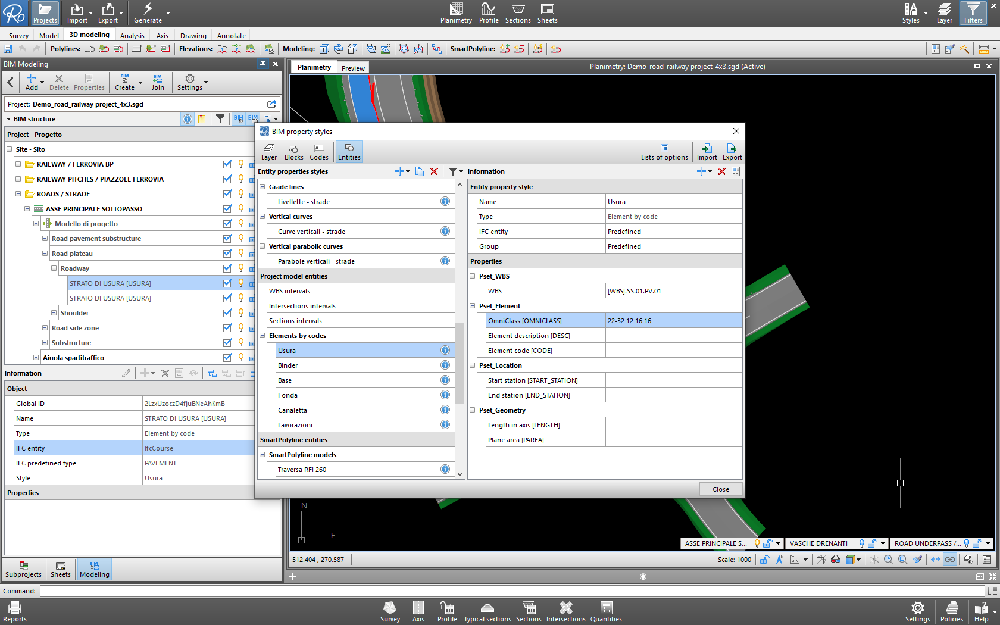 Projects Import Export Generate Planimetry Profile Sections Sheets Styles Layer Filters
Survey Model 3D modeling Analysis Axis Drawing Annotate
Polylines: Elevations: Modeling: SmartPolyline:
BIM Modeling
Add Delete Properties Create Join Settings
Project: Demo_road_railway project_4x3.sgd
BIM structure
Project - Progetto
Site - Sito
RAILWAY / FERROVIA BP
RAILWAY PITCHES / PIAZZOLE FERROVIA
ROADS / STRADE
ASSE PRINCIPALE SOTTOPASSO
Modello di progetto
Road pavement substructure
Road plateau
Roadway
STRATO DI USURA [USURA]
STRATO DI USURA [USURA]
Shoulder
Road side zone
Substructure
Aiuola spartitraffico
Information
Object
Global ID 2LzxUzoczD4fjuBNeAhKmB
Name STRATO DI USURA [USURA]
Type Element by code
IFC entity IfcCourse
IFC predefined type PAVEMENT
Style Usura
Properties
Subprojects Sheets Modeling
Planimetry Preview
Planimetry: Demo_road_railway project_4x3.sgd (Active)
BIM property styles
Layer Blocks Codes Entities Lists of options Import Export
Entity properties styles
Grade lines
Livellette - strade
Vertical curves
Curve verticali - strade
Vertical parabolic curves
Parabole verticali - strade
Project model entities
WBS intervals
Intersections intervals
Sections intervals
Elements by codes
Usura
Binder
Base
Fonda
Canaletta
Lavorazioni
SmartPolyline entities
SmartPolyline models
Traversa RFI 260
Information
Entity property style
Name Usura
Type Element by code
IFC entity Predefined
Group Predefined
Properties
Pset_WBS
WBS [WBS].SS.01.PV.01
Pset_Element
OmniClass [OMNICLASS] 22-32 12 16 16
Element description [DESC]
Element code [CODE]
Pset_Location
Start station [START_STATION]
End station [END_STATION]
Pset_Geometry
Length in axis [LENGTH]
Plane area [PAREA]
Close
N
E
ASSE PRINCIPALE S... VASCHE DRENANTI ROAD UNDERPASS /...
512.404 , 270.587 Scale: 1000
Command:
Reports Survey Axis Profile Typical sections Sections Intersections Quantities Settings Policies Help